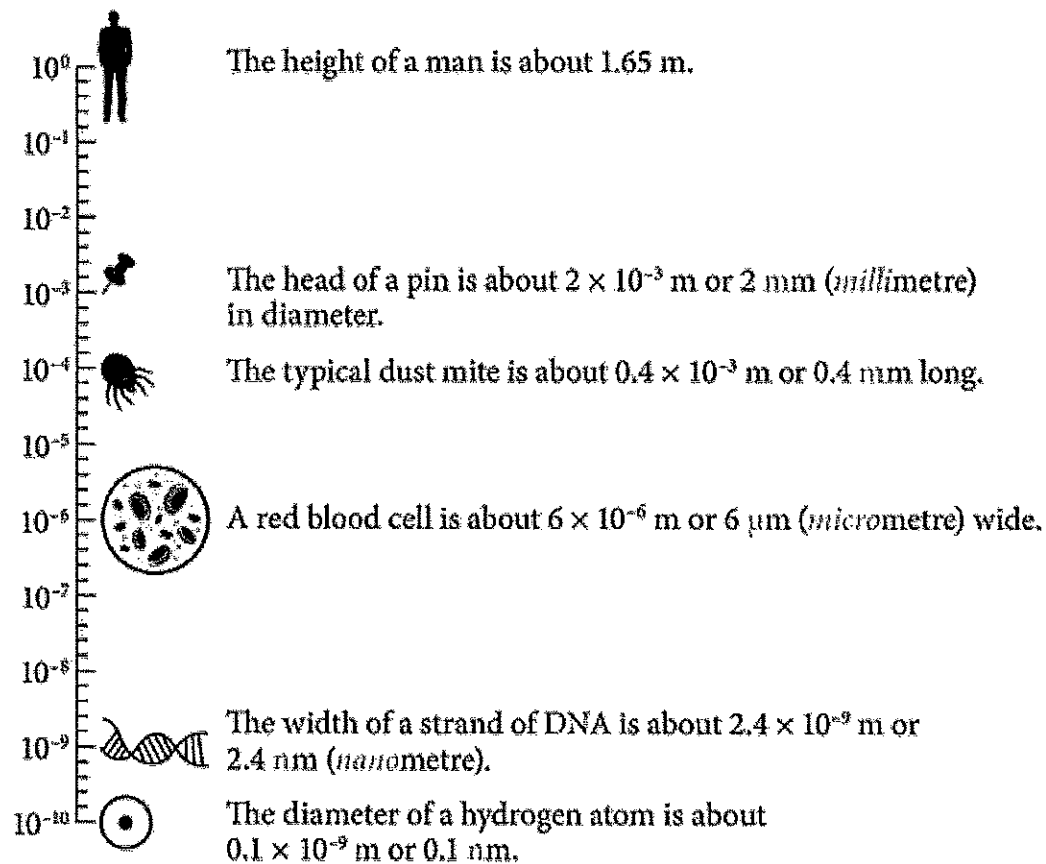 10⁰
The height of a man is about 1.65 m.
10⁻¹
10⁻²
10⁻³
The head of a pin is about 2 × 10⁻³ m or 2 mm (millimetre)
in diameter.
10⁻⁴
The typical dust mite is about 0.4 × 10⁻³ m or 0.4 mm long.
10⁻⁵
10⁻⁶
A red blood cell is about 6 × 10⁻⁶ m or 6 μm (micrometre) wide.
10⁻⁷
10⁻⁸
10⁻⁹
The width of a strand of DNA is about 2.4 × 10⁻⁹ m or
2.4 nm (nanometre).
10⁻¹⁰
The diameter of a hydrogen atom is about
0.1 × 10⁻⁹ m or 0.1 nm.